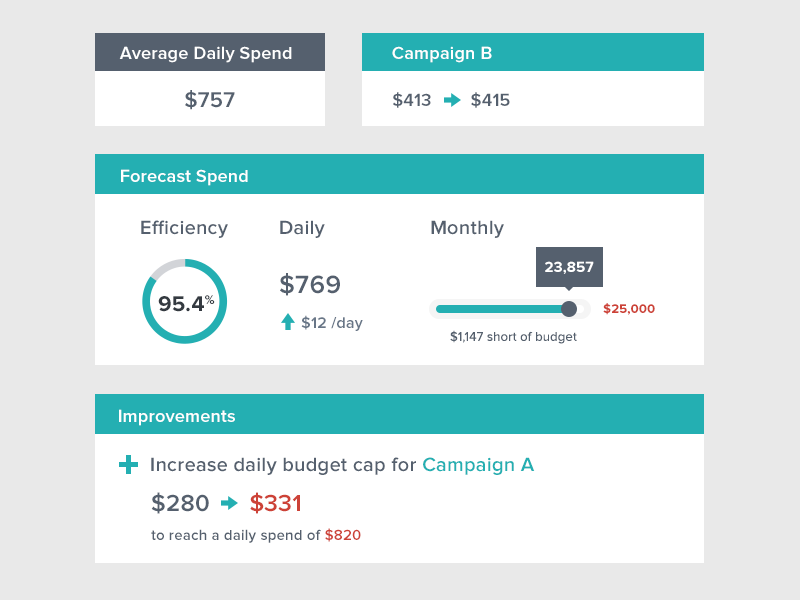 Average Daily Spend
$757
Campaign B
$413 $415
Forecast Spend
Efficiency
95.4%
Daily
$769
$12 /day
Monthly
23,857
$25,000
$1,147 short of budget
Improvements
Increase daily budget cap for Campaign A
$280 $331
to reach a daily spend of $820